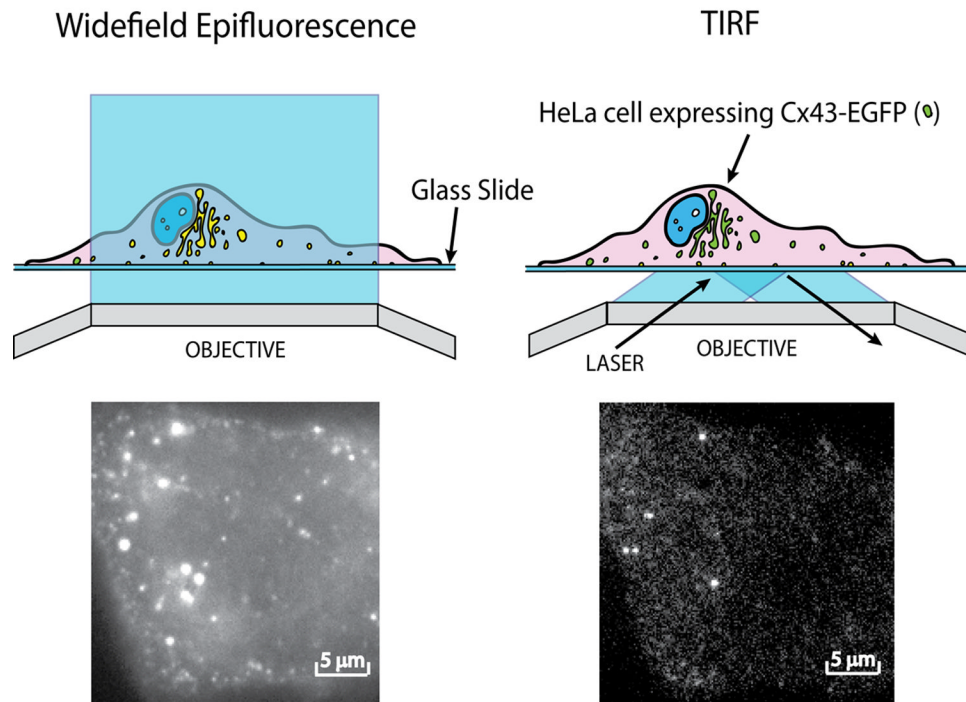 Widefield Epifluorescence
TIRF
HeLa cell expressing Cx43-EGFP ( )
Glass Slide
OBJECTIVE
LASER
OBJECTIVE
5 μm
5 μm